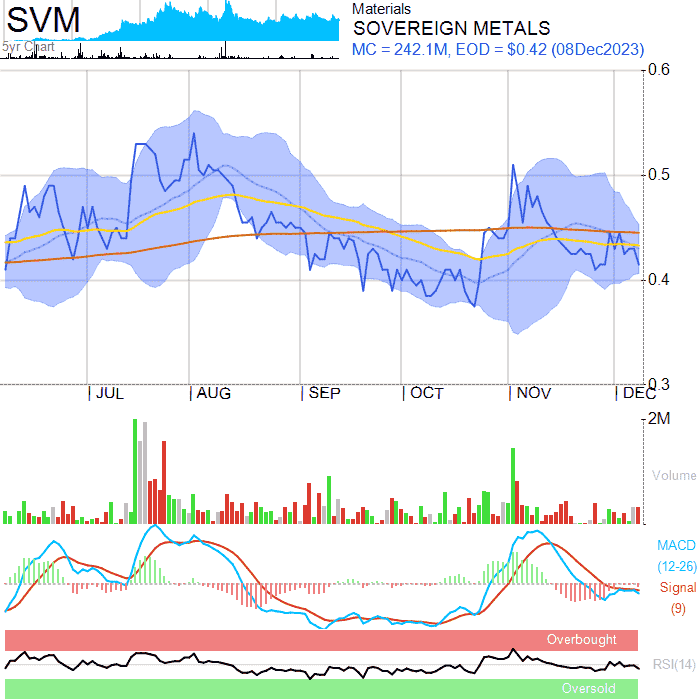 SVM
5yr Chart
Materials
SOVEREIGN METALS
MC = 242.1M, EOD = $0.42 (08Dec2023)
0.6
0.5
0.4
0.3
JUL AUG SEP OCT NOV DEC
2M
Volume
MACD
(12-26)
Signal
(9)
Overbought
RSI(14)
Oversold